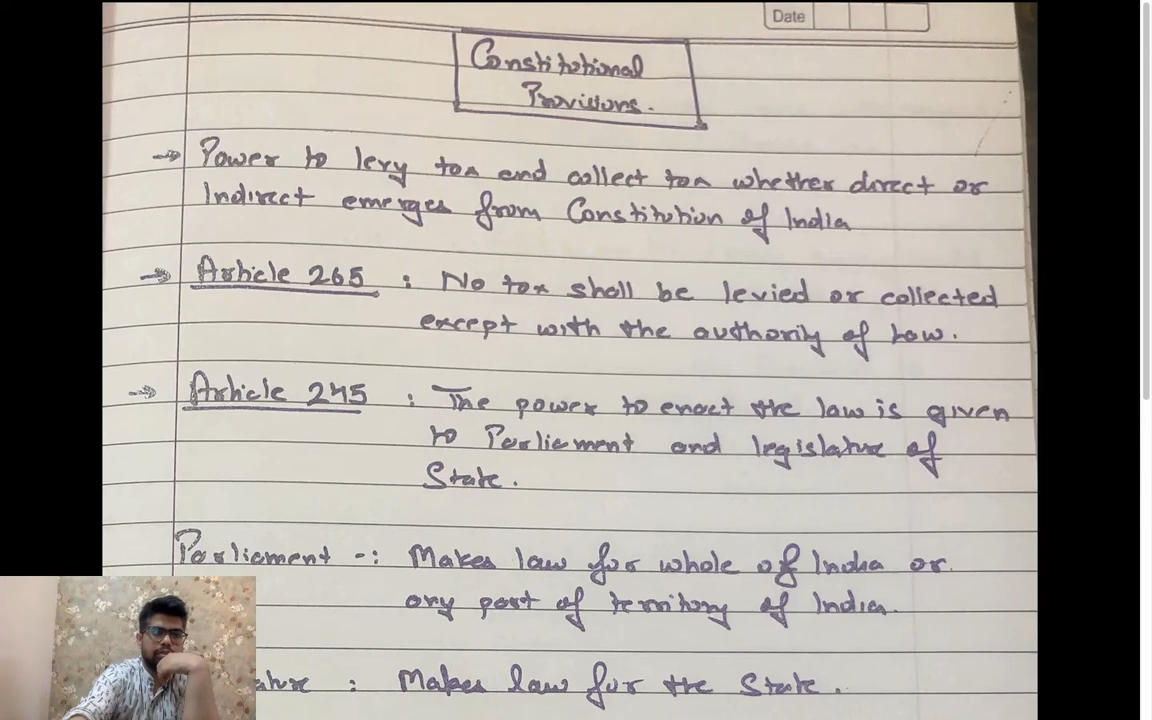 Date
Constitutional
Provisions.
Power to levy tax and collect tax whether direct or
Indirect emerges from Constitution of India
Article 265 : No tax shall be levied or collected
except with the authority of Law.
Article 245 : The power to enact the law is given
to Parliament and legislature of
State.
Parliament -: Makes law for whole of India or
any part of territory of India.
ature : Makes law for the State.